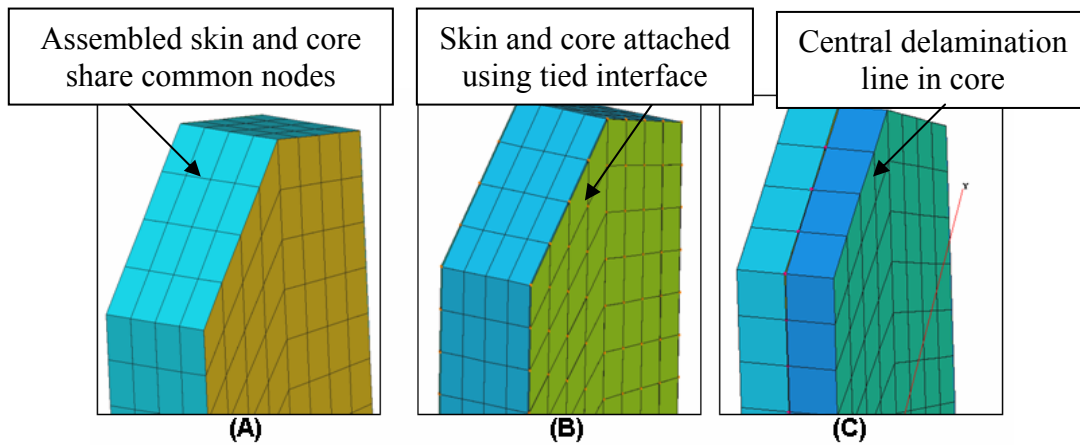 Assembled skin and core
share common nodes
Skin and core attached
using tied interface
Central delamination
line in core
Y
(A)
(B)
(C)